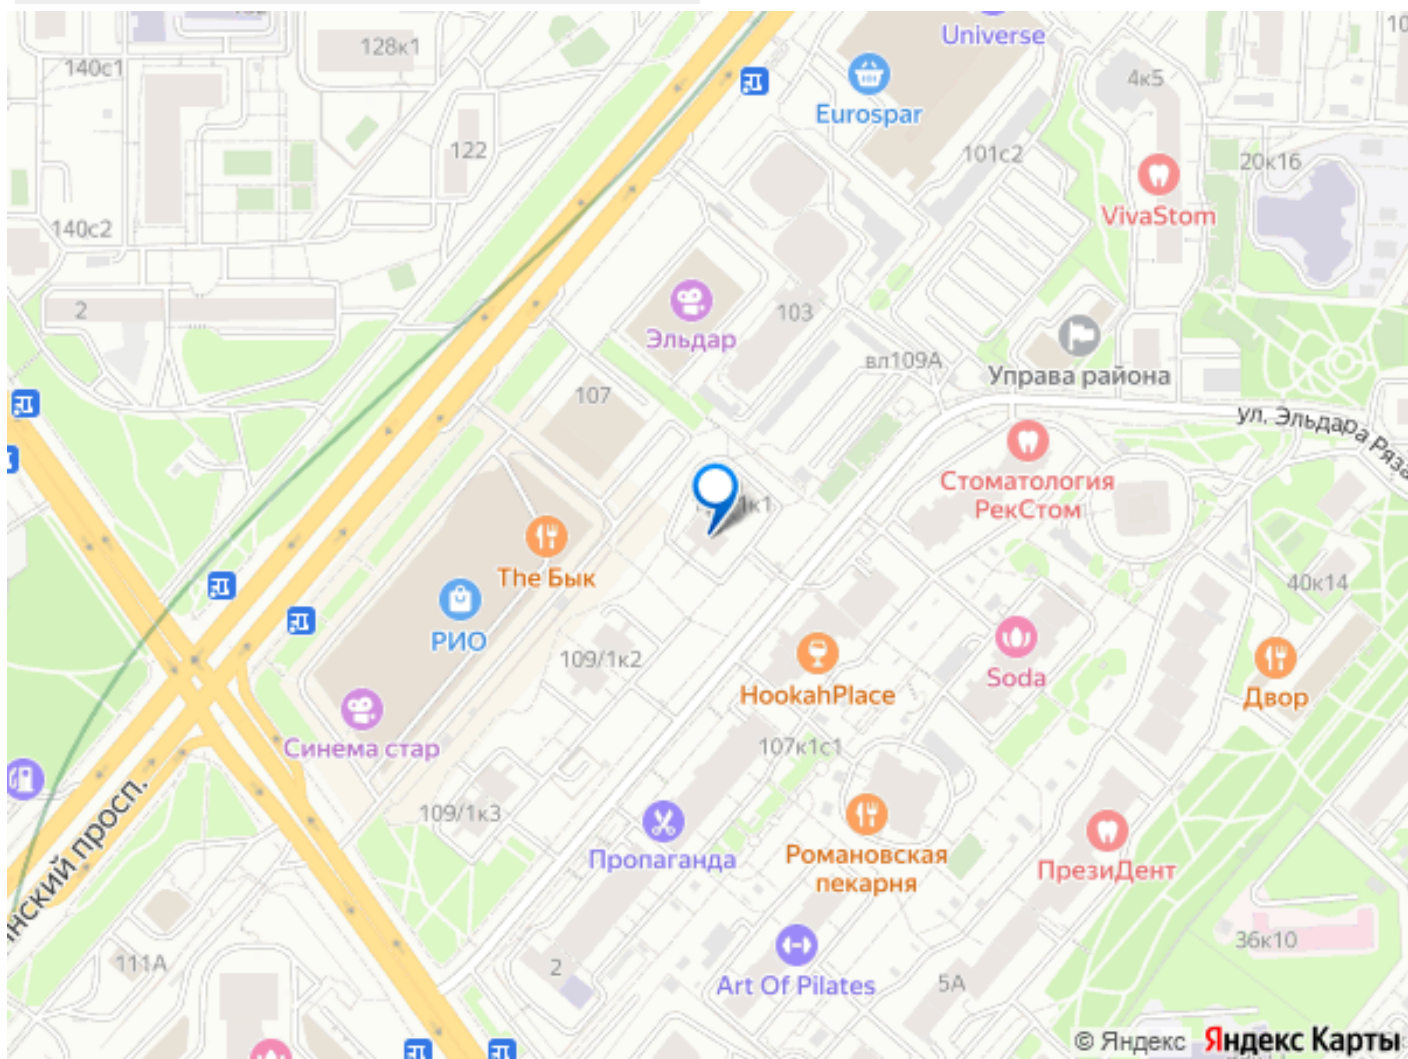 Universe
128к1
140с1
4к5
Eurospar
122
101с2
20к16
VivaStom
140с2
2
103
Эльдар
вл109А
Управа района
107
ул. Эльдара Ряза
Стоматология
РекСтом
1к1
The Бык
40к14
РИО
109/1к2
Soda
HookahPlace
Двор
Синема стар
107к1с1
109/1к3
нский просп.
Пропаганда
Романовская
пекарня
ПрезиДент
36к10
111А
2
Art Of Pilates
5А
© Яндекс Яндекс Карты